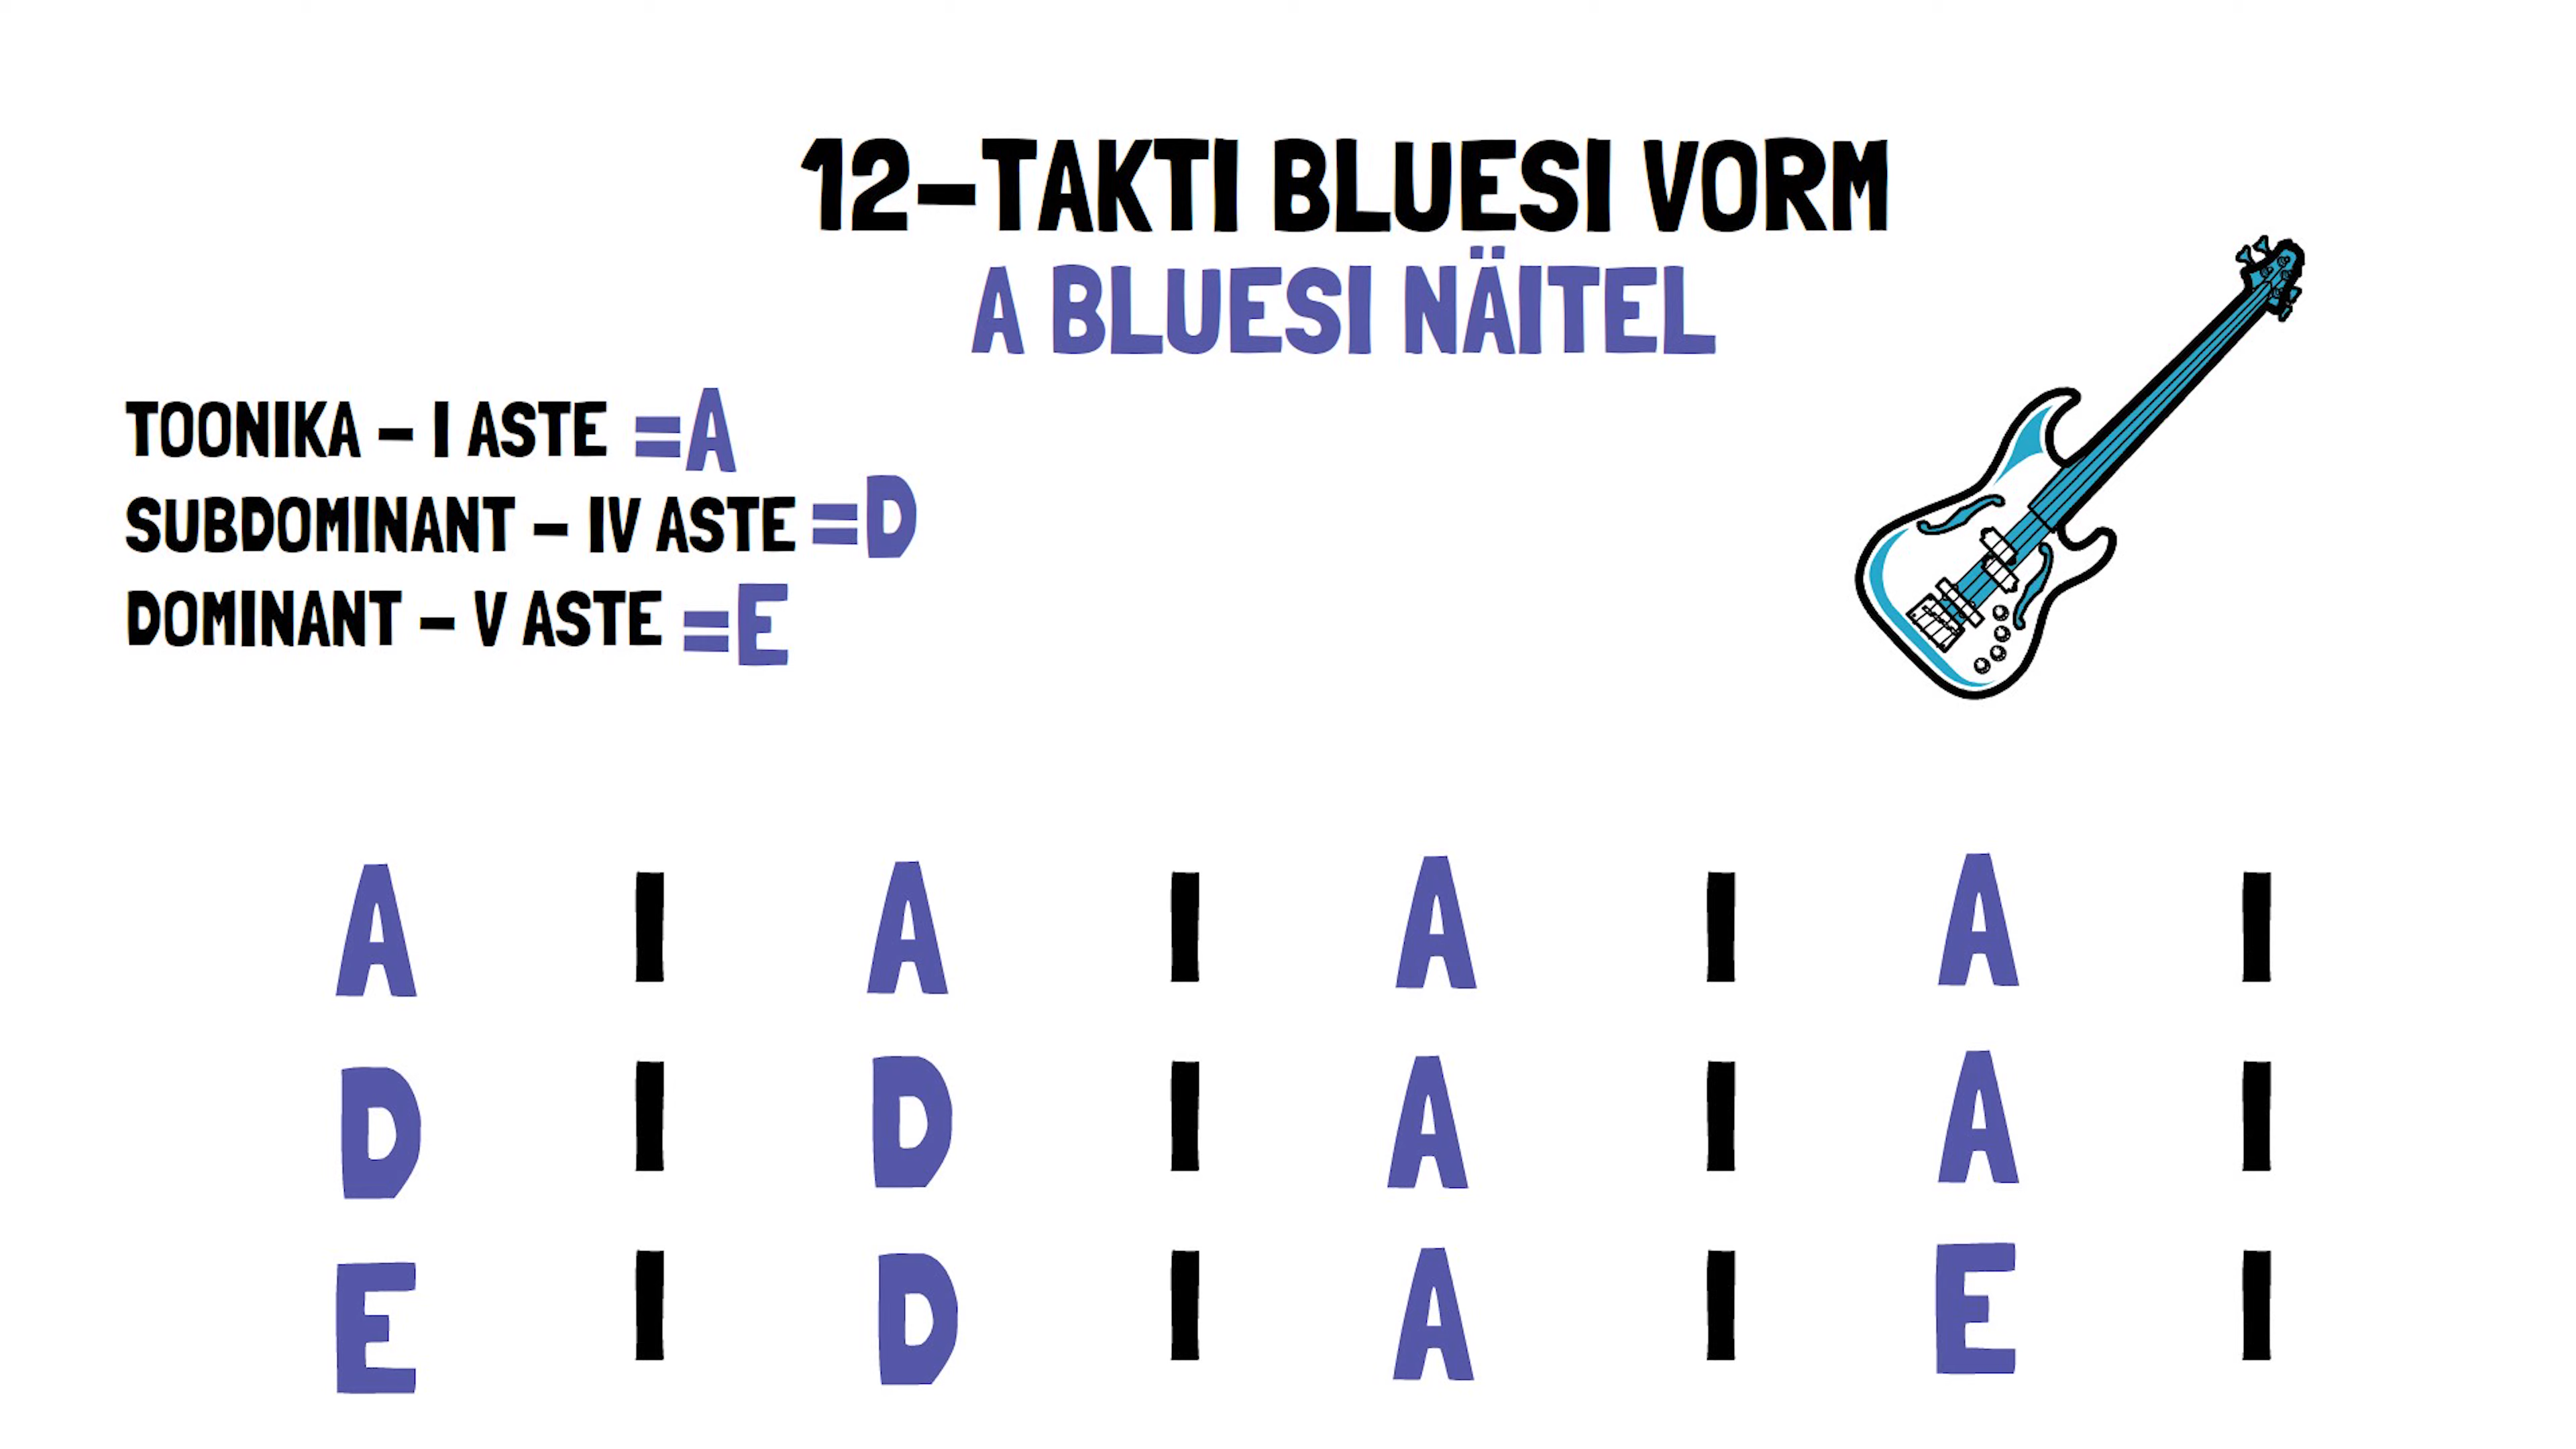 12-TAKTI BLUESI VORM
A BLUESI NÄITEL
TOONIKA - I ASTE =A
SUBDOMINANT - IV ASTE =D
DOMINANT - V ASTE =E
A | A | A | A |
D | D | A | A |
E | D | A | E |